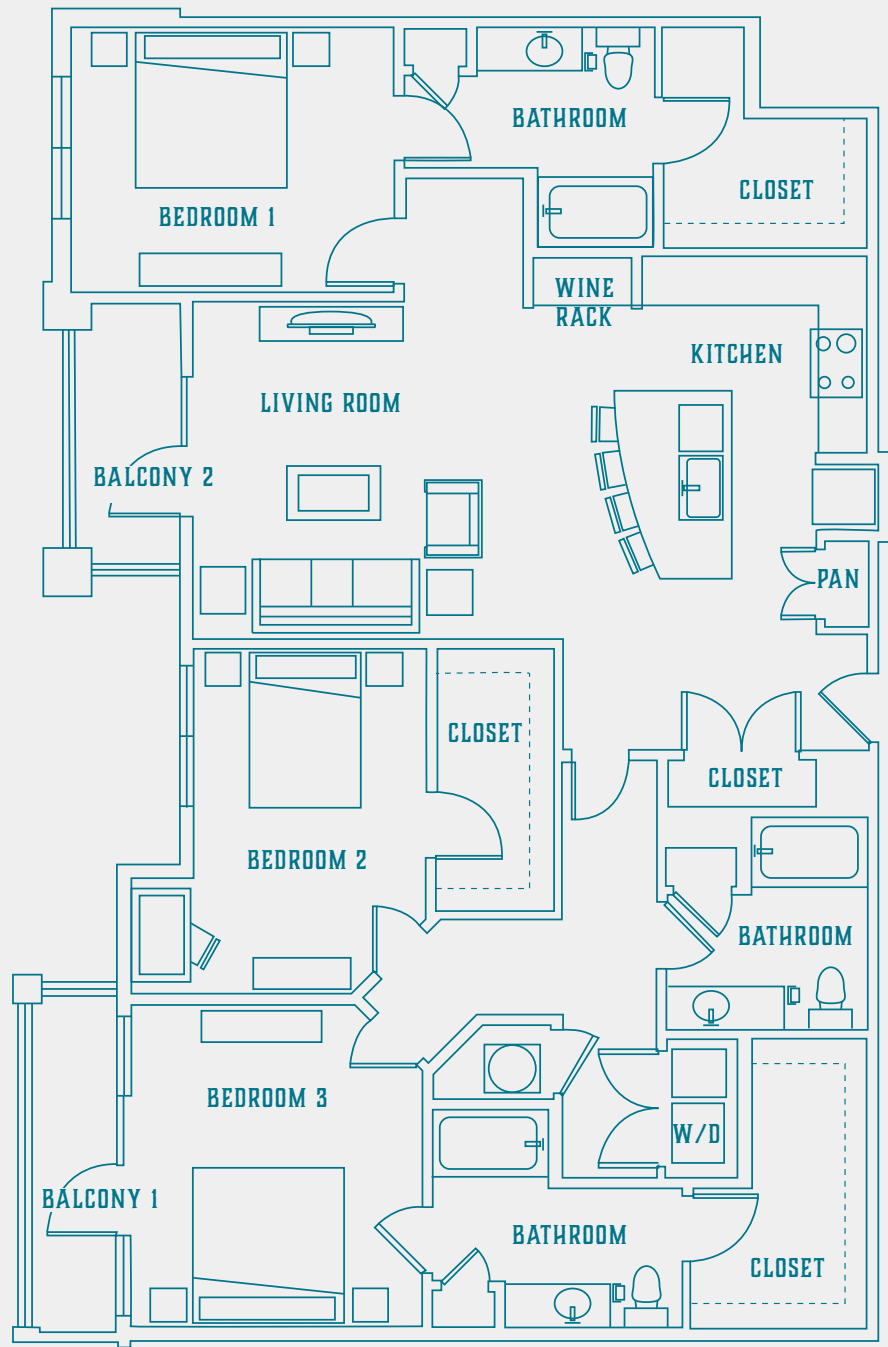 BATHROOM
CLOSET
BEDROOM 1
WINE
RACK
KITCHEN
LIVING ROOM
BALCONY 2
PAN
CLOSET
CLOSET
BEDROOM 2
BATHROOM
BEDROOM 3
W/D
BALCONY 1
BATHROOM
CLOSET